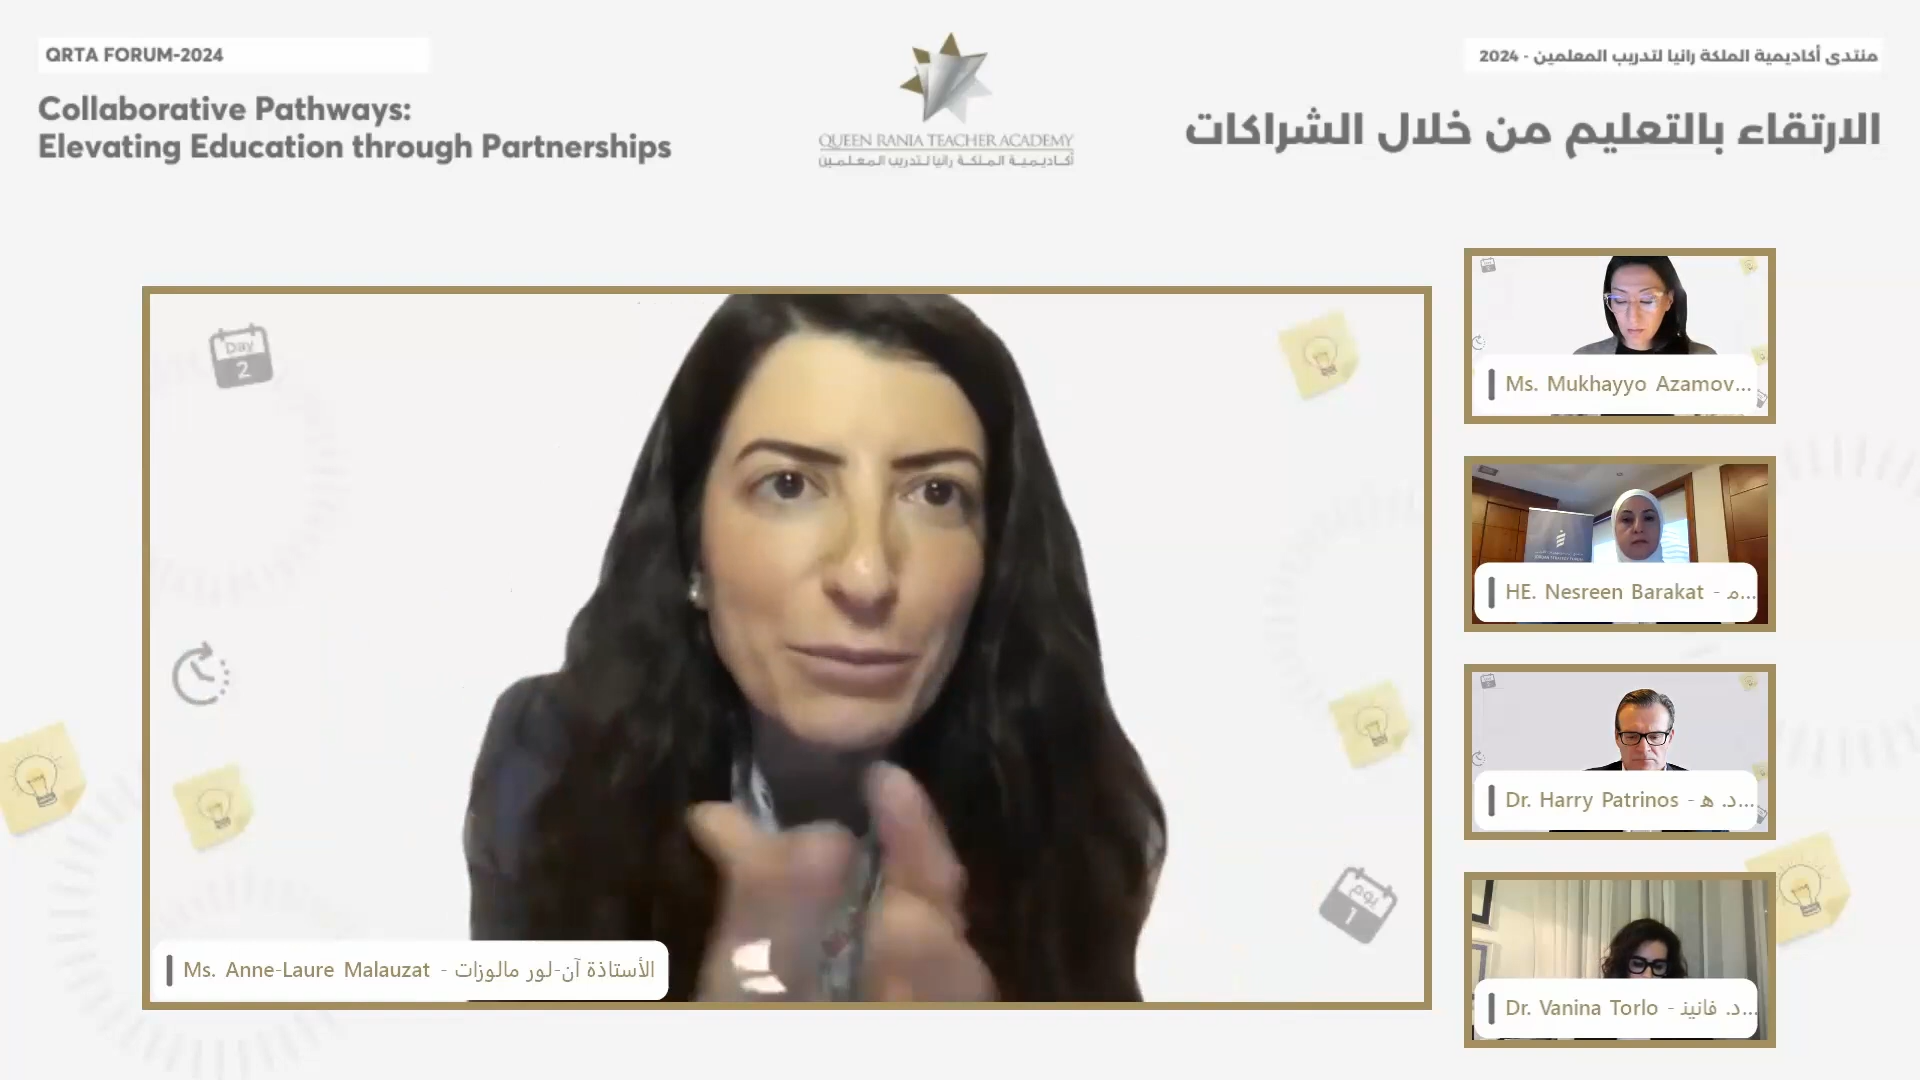 QRTA FORUM-2024
Collaborative Pathways:
Elevating Education through Partnerships
QUEEN RANIA TEACHER ACADEMY
أكاديمية الملكة رانيا لتدريب المعلمين
منتدى أكاديمية الملكة رانيا لتدريب المعلمين - 2024
الارتقاء بالتعليم من خلال الشراكات
Day
2
يوم
1
Ms. Anne-Laure Malauzat - الأستاذة آن-لور مالوزات
Ms. Mukhayyo Azamov...
HE. Nesreen Barakat - م...
Dr. Harry Patrinos - د. ه...
Dr. Vanina Torlo - د. فانين...